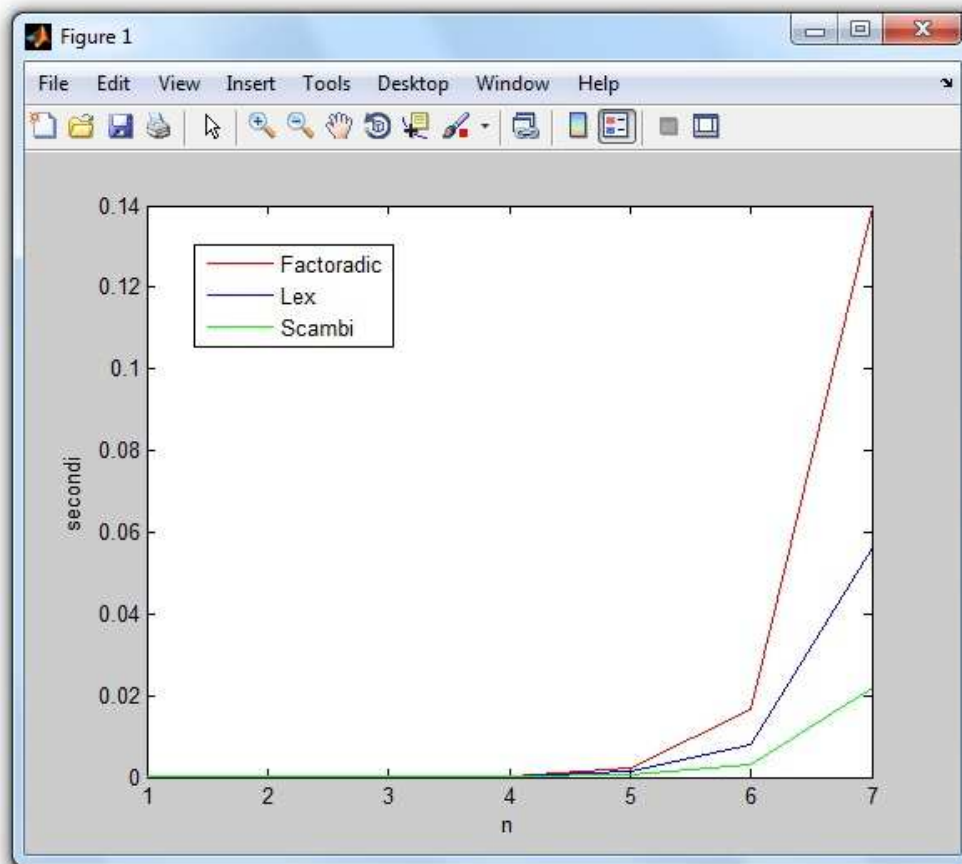 Figure 1
File Edit View Insert Tools Desktop Window Help
0.14
0.12
0.1
0.08
0.06
0.04
0.02
0
secondi
Factoradic
Lex
Scambi
1 2 3 4 5 6 7
n